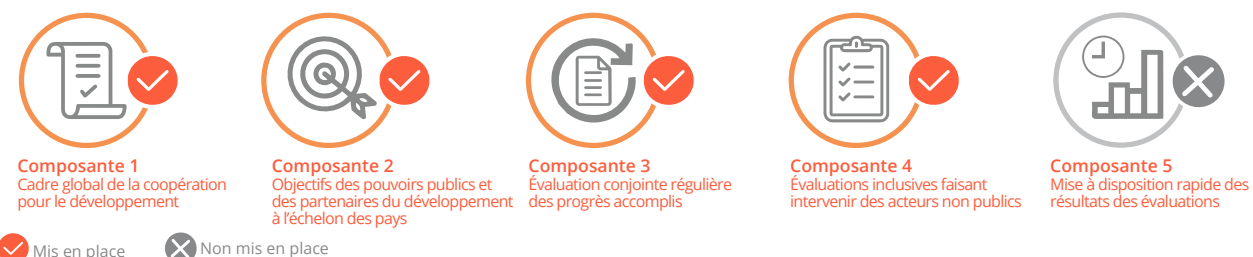 Composante 1
Cadre global de la coopération
pour le développement
Composante 2
Objectifs des pouvoirs publics et
des partenaires du développement
à l'échelon des pays
Composante 3
Évaluation conjointe régulière
des progrès accomplis
Composante 4
Évaluations inclusives faisant
intervenir des acteurs non publics
Composante 5
Mise à disposition rapide des
résultats des évaluations
Mis en place
Non mis en place